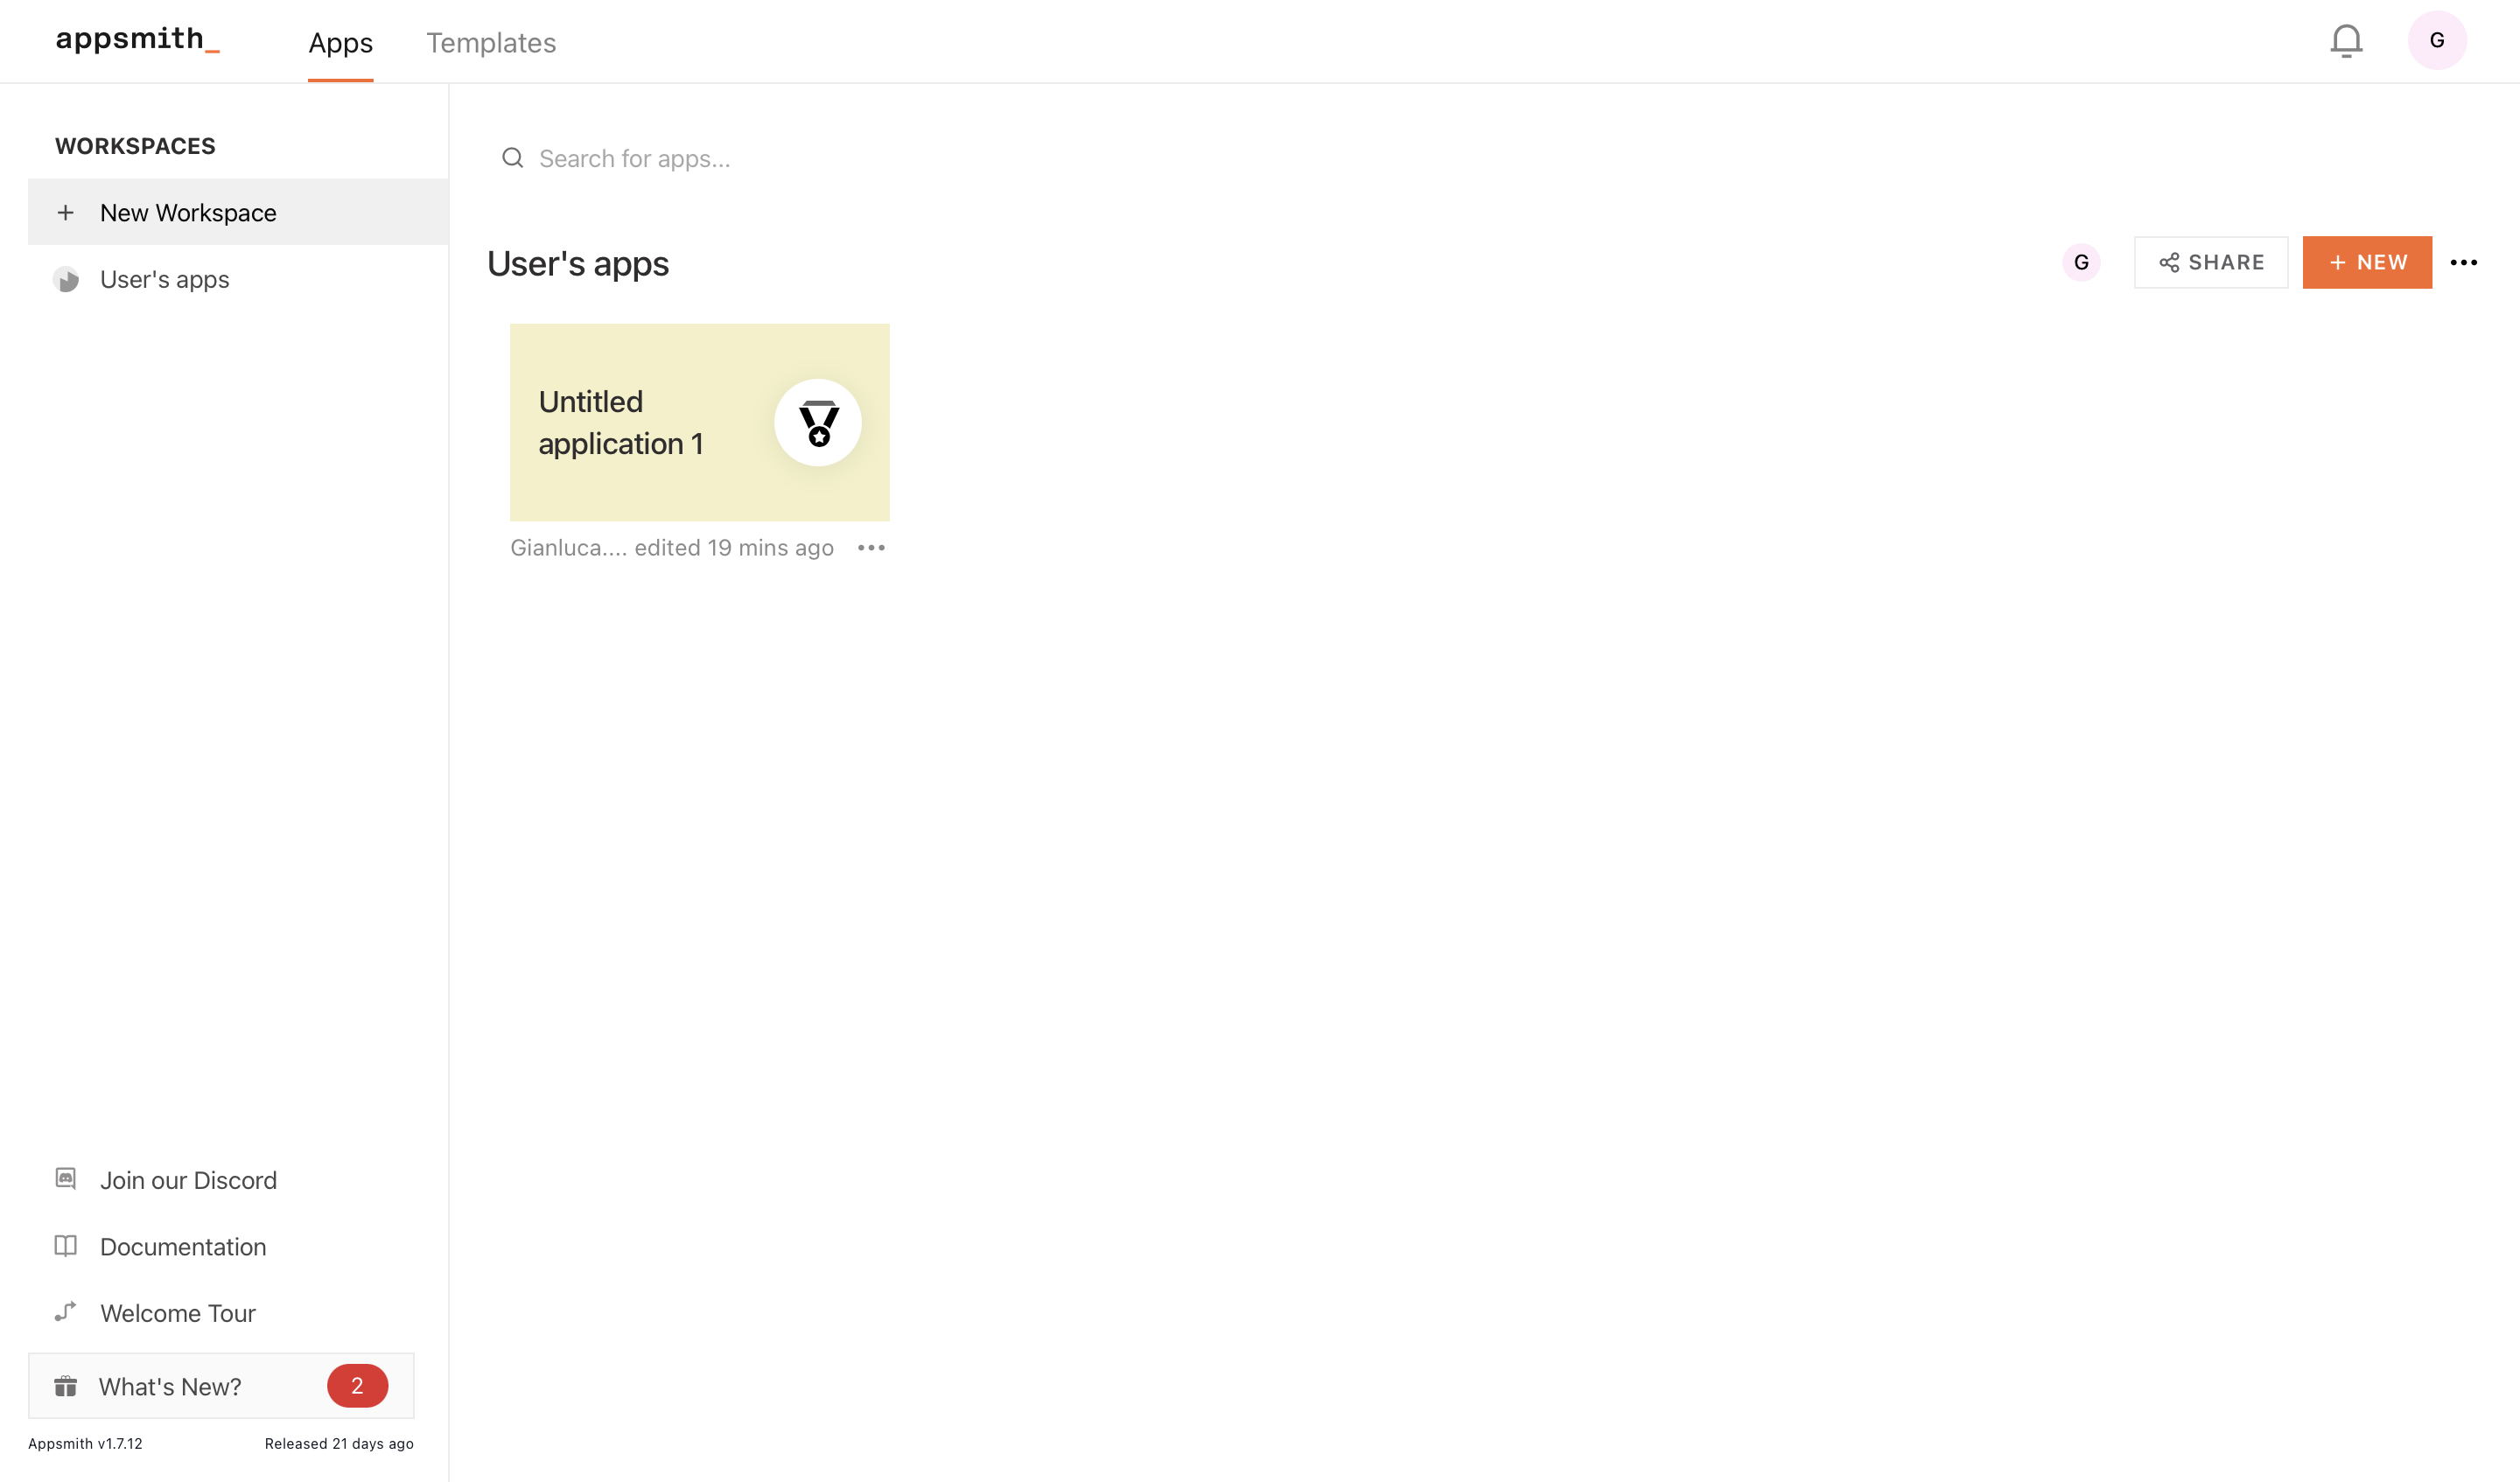 appsmith_
Apps
Templates
G
WORKSPACES
New Workspace
User's apps
Search for apps...
User's apps
G
SHARE
+ NEW
Untitled
application 1
Gianluca.... edited 19 mins ago
Join our Discord
Documentation
Welcome Tour
What's New?
2
Appsmith v1.7.12
Released 21 days ago